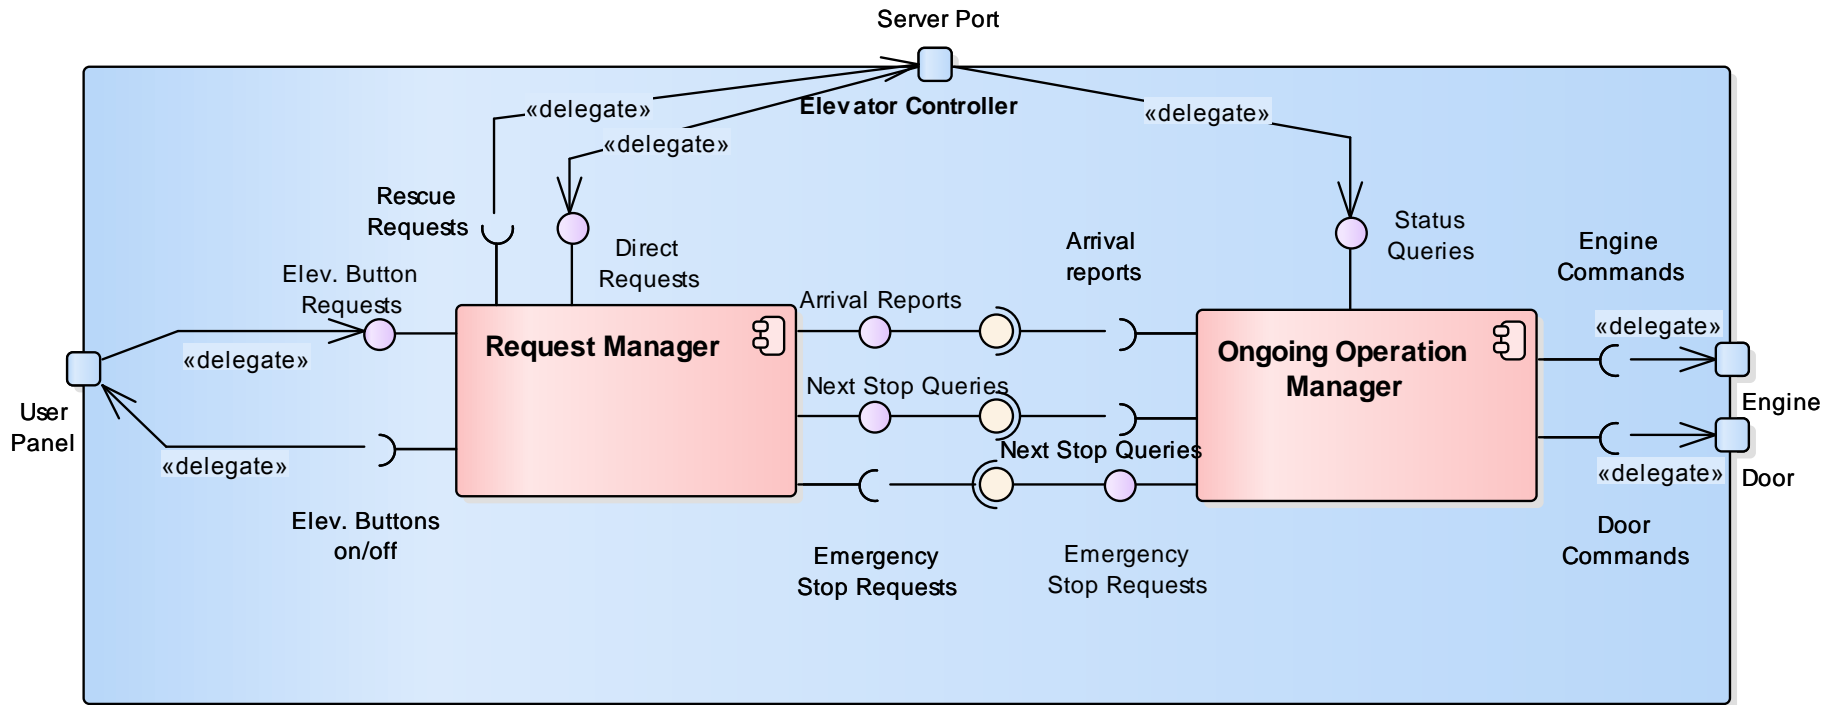 Server Port
«delegate»
Elevator Controller
«delegate»
«delegate»
Rescue
Requests
Direct
Requests
Status
Queries
Arrival
reports
Engine
Commands
Elev. Button
Requests
Arrival Reports
«delegate»
«delegate»
Request Manager
Ongoing Operation
Manager
Next Stop Queries
User
Panel
Engine
Next Stop Queries
«delegate»
«delegate»
Door
Elev. Buttons
on/off
Emergency
Stop Requests
Emergency
Stop Requests
Door
Commands